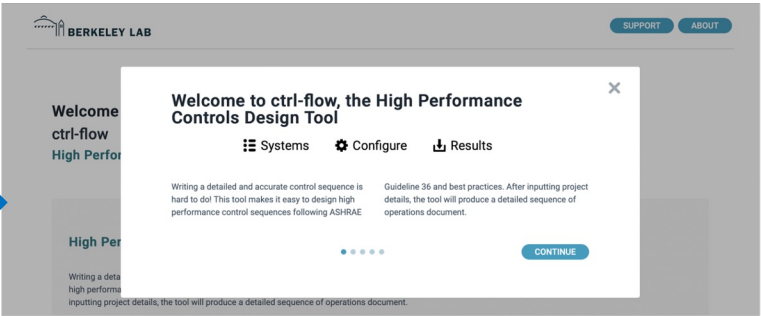 BERKELEY LAB
SUPPORT
ABOUT
Welcome
ctrl-flow
High Perfor
Welcome to ctrl-flow, the High Performance
Controls Design Tool
Systems
Configure
Results
Writing a detailed and accurate control sequence is
hard to do! This tool makes it easy to design high
performance control sequences following ASHRAE
Guideline 36 and best practices. After inputting project
details, the tool will produce a detailed sequence of
operations document.
CONTINUE
High Per
Writing a deta
high performa
inputting project details, the tool will produce a detailed sequence of operations document.